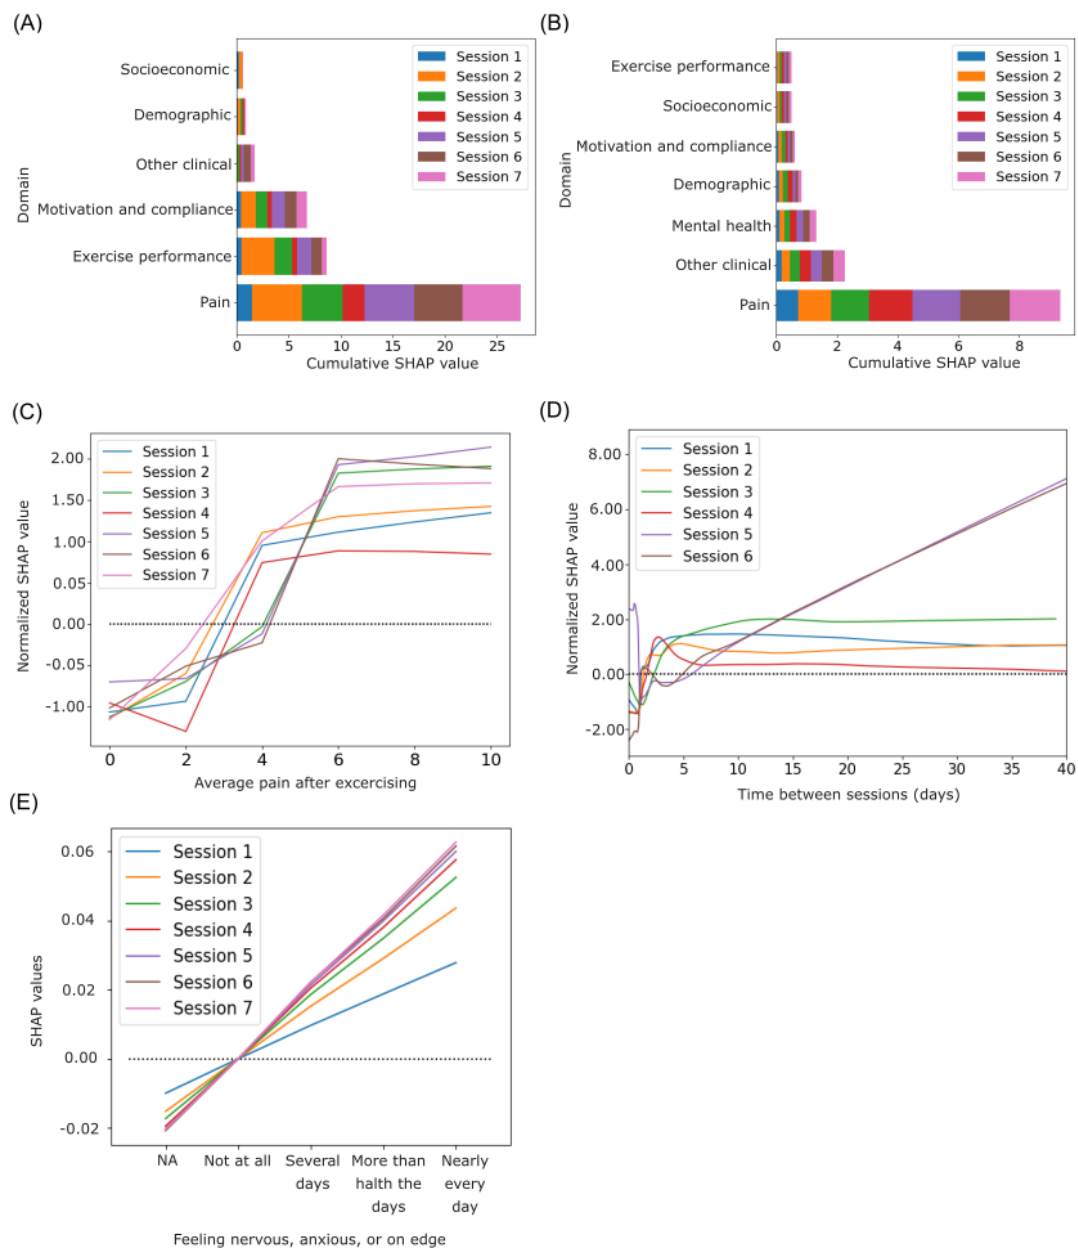 (A)
Domain
Socioeconomic
Demographic
Other clinical
Motivation and compliance
Exercise performance
Pain
Session 1
Session 2
Session 3
Session 4
Session 5
Session 6
Session 7
0 5 10 15 20 25
Cumulative SHAP value
(B)
Domain
Exercise performance
Socioeconomic
Motivation and compliance
Demographic
Mental health
Other clinical
Pain
Session 1
Session 2
Session 3
Session 4
Session 5
Session 6
Session 7
0 2 4 6 8
Cumulative SHAP value
(C)
Normalized SHAP value
2.00
1.50
1.00
0.05
0.00
-0.05
-1.00
Session 1
Session 2
Session 3
Session 4
Session 5
Session 6
Session 7
0 2 4 6 8 10
Average pain after excercising
(D)
Normalized SHAP value
8.00
6.00
4.00
2.00
0.00
-2.00
Session 1
Session 2
Session 3
Session 4
Session 5
Session 6
0 5 10 15 20 25 30 35 40
Time between sessions (days)
(E)
SHAP values
0.06
0.04
0.02
0.00
-0.02
Session 1
Session 2
Session 3
Session 4
Session 5
Session 6
Session 7
NA Not at all Several More than Nearly
days halth the every
days day
Feeling nervous, anxious, or on edge